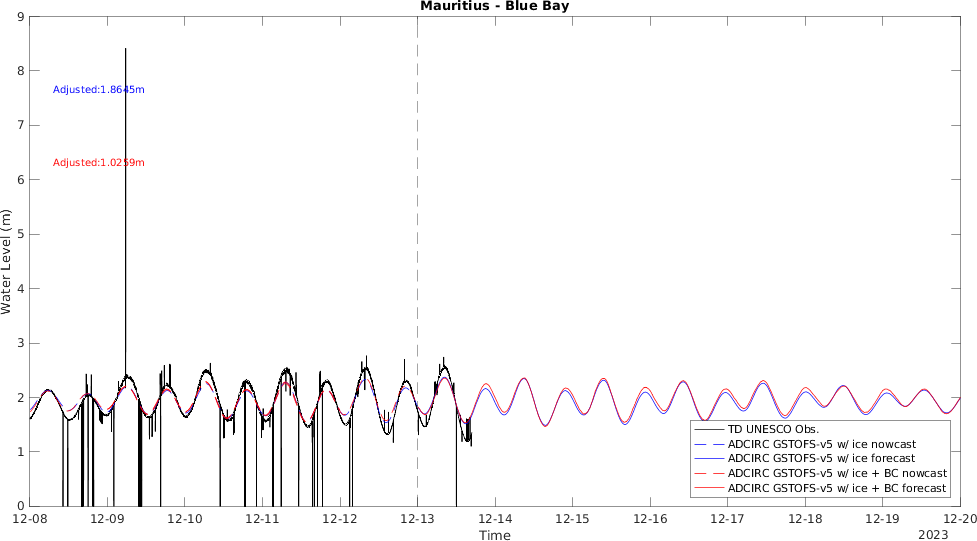 Mauritius - Blue Bay
9
8
7
6
5
4
3
2
1
0
Water Level (m)
Adjusted:1.8645m
Adjusted:1.0259m
TD UNESCO Obs.
ADCIRC GSTOFS-v5 w/ ice nowcast
ADCIRC GSTOFS-v5 w/ ice forecast
ADCIRC GSTOFS-v5 w/ ice + BC nowcast
ADCIRC GSTOFS-v5 w/ ice + BC forecast
12-08 12-09 12-10 12-11 12-12 12-13 12-14 12-15 12-16 12-17 12-18 12-19 12-20
Time
2023